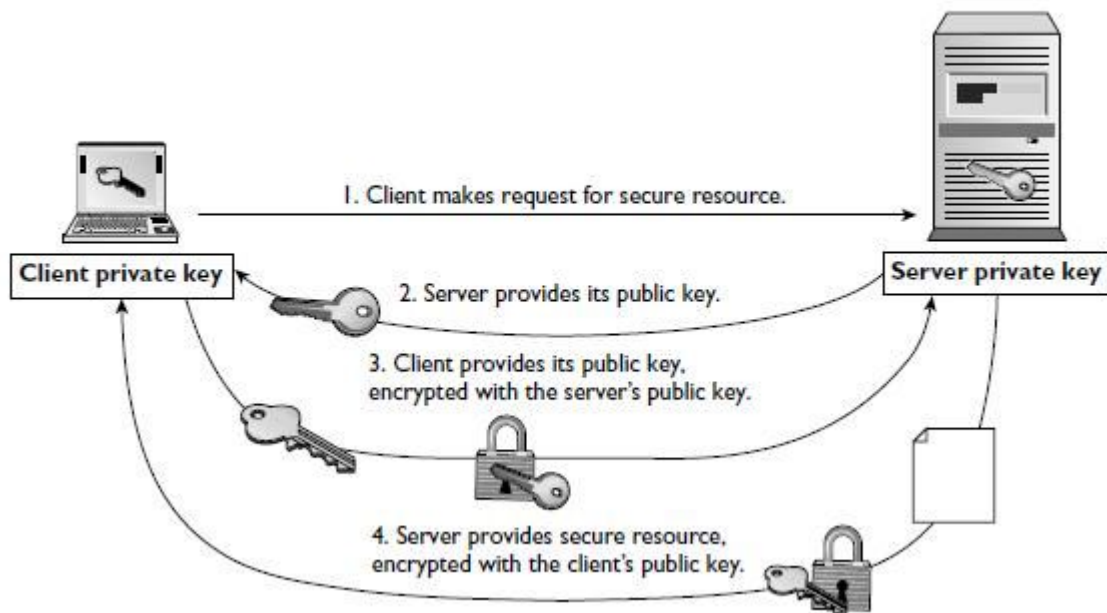 1. Client makes request for secure resource.
Client private key
Server private key
2. Server provides its public key.
3. Client provides its public key,
encrypted with the server's public key.
4. Server provides secure resource,
encrypted with the client's public key.